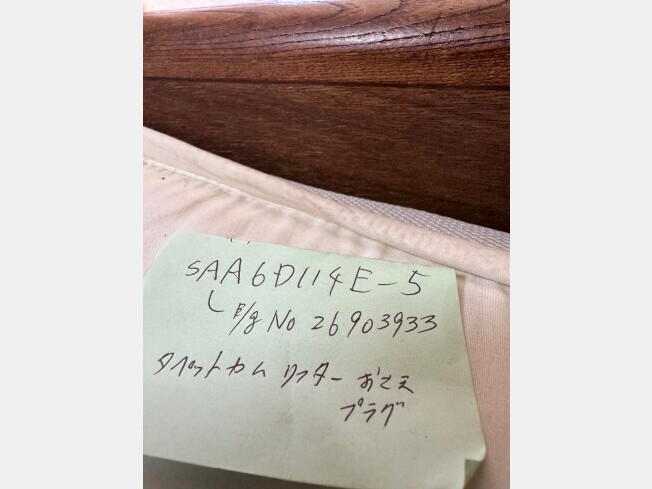 SAA6D114E-5
E/g No 26903933
タペットカム リフター おさえ
プラグ